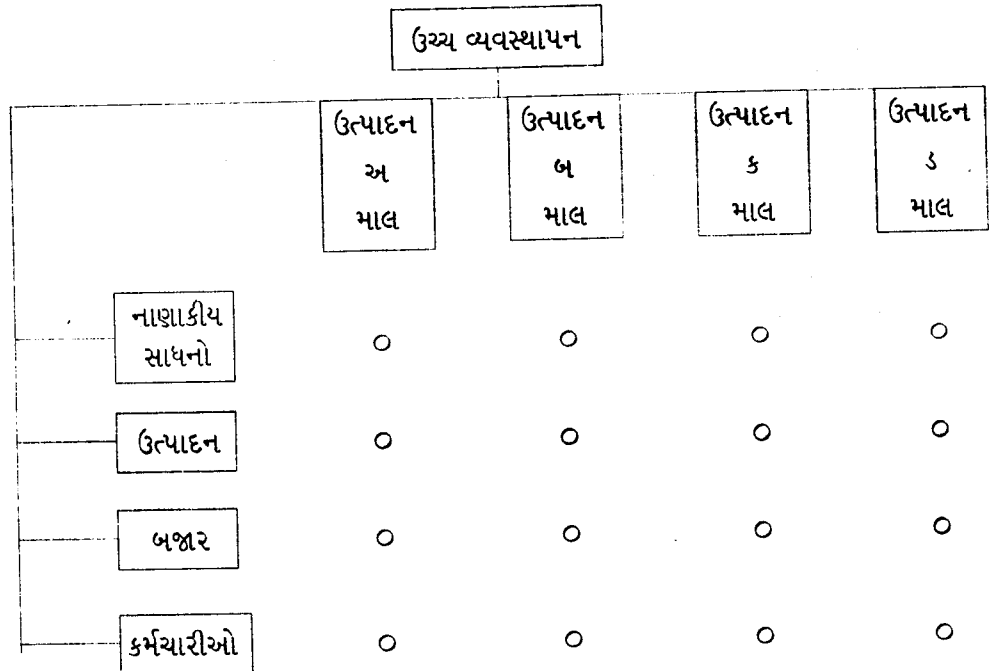 ઉચ્ચ વ્યવસ્થાપન
ઉત્પાદન
અ
માલ
ઉત્પાદન
બ
માલ
ઉત્પાદન
ક
માલ
ઉત્પાદન
ડ
માલ
નાણાકીય
સાધનો
ઉત્પાદન
બજાર
કર્મચારીઓ